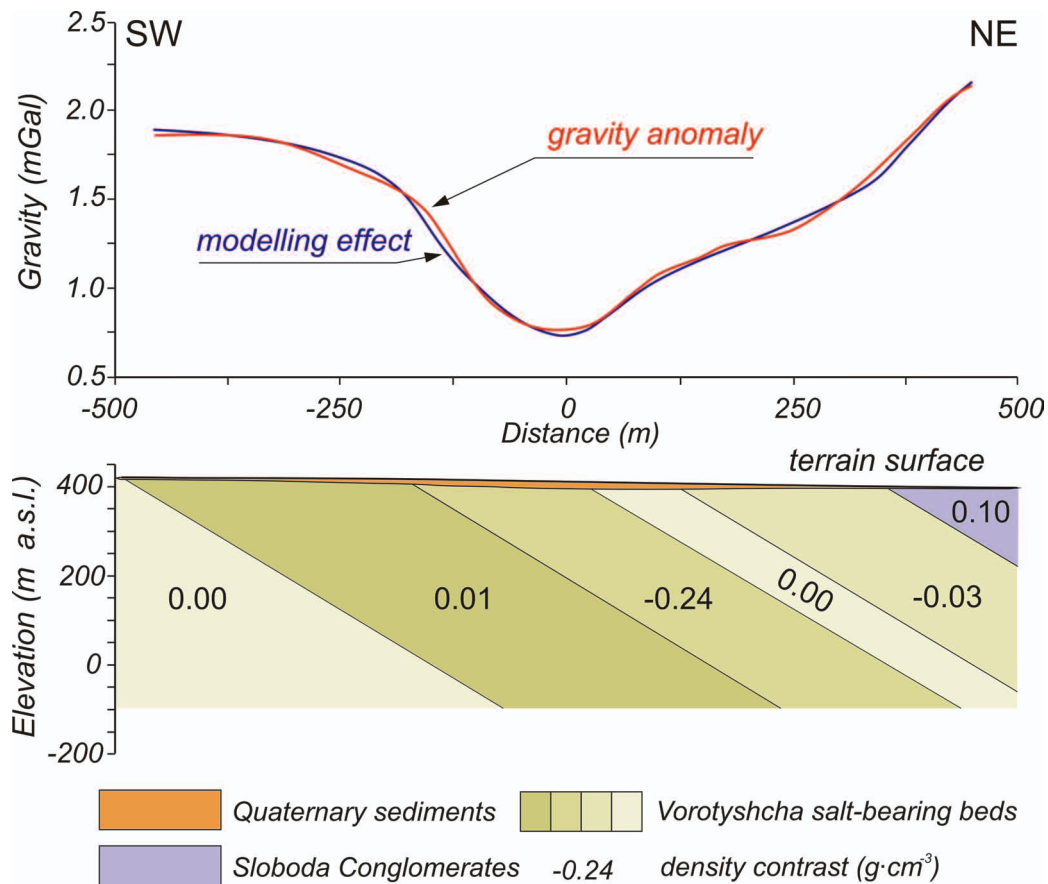 SW
NE
2.5
2.0
1.5
1.0
0.5
Gravity (mGal)
gravity anomaly
modelling effect
-500
-250
0
250
500
Distance (m)
terrain surface
Elevation (m a.s.l.)
400
200
0
-200
0.00
0.01
-0.24
0.00
-0.03
0.10
Quaternary sediments
Vorotyshcha salt-bearing beds
Sloboda Conglomerates
-0.24 density contrast (g·cm⁻³)